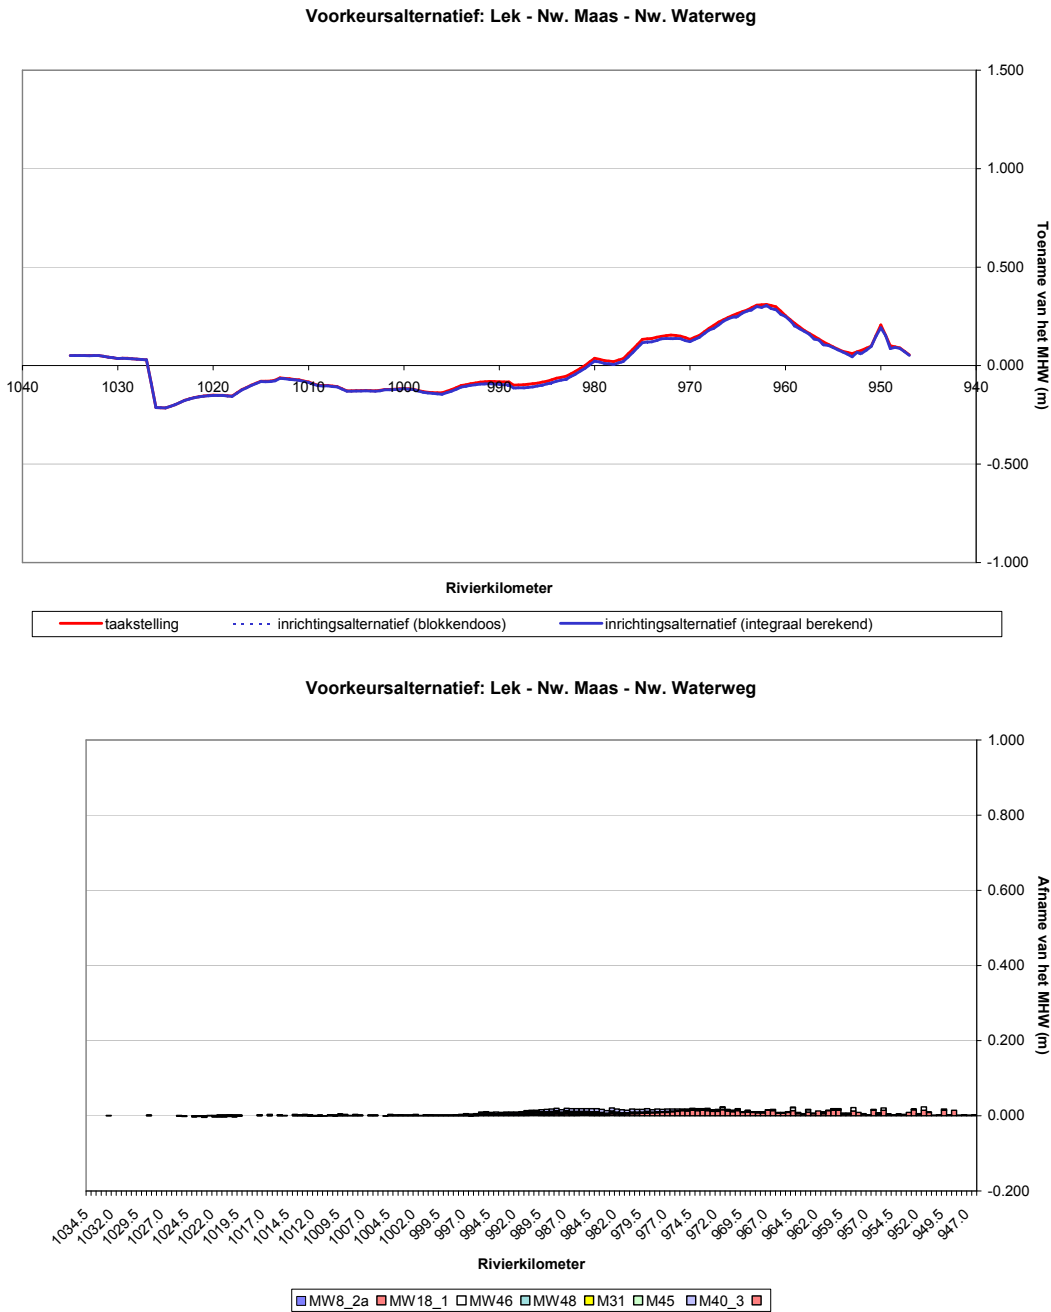 Voorkeursalternatief: Lek - Nw. Maas - Nw. Waterweg
1.500
1.000
0.500
0.000
-0.500
-1.000
1040 1030 1020 1010 1000 990 980 970 960 950 940
Toename van het MHW (m)
Rivierkilometer
taakstelling inrichtingsalternatief (blokkendoos) inrichtingsalternatief (integraal berekend)
Voorkeursalternatief: Lek - Nw. Maas - Nw. Waterweg
1.000
0.800
0.600
0.400
0.200
0.000
-0.200
Afname van het MHW (m)
1034.5 1032.0 1029.5 1027.0 1024.5 1022.0 1019.5 1017.0 1014.5 1012.0 1009.5 1007.0 1004.5 1002.0 999.5 997.0 994.5 992.0 989.5 987.0 984.5 982.0 979.5 977.0 974.5 972.0 969.5 967.0 964.5 962.0 959.5 957.0 954.5 952.0 949.5 947.0
Rivierkilometer
MW8_2a MW18_1 MW46 MW48 M31 M45 M40_3